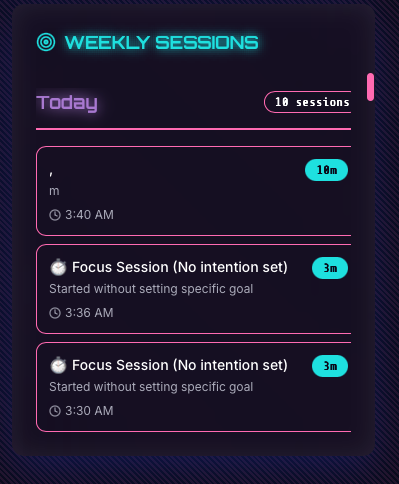 WEEKLY SESSIONS
Today
10 sessions
,
10m
m
3:40 AM
⏱️ Focus Session (No intention set)
3m
Started without setting specific goal
3:36 AM
⏱️ Focus Session (No intention set)
3m
Started without setting specific goal
3:30 AM